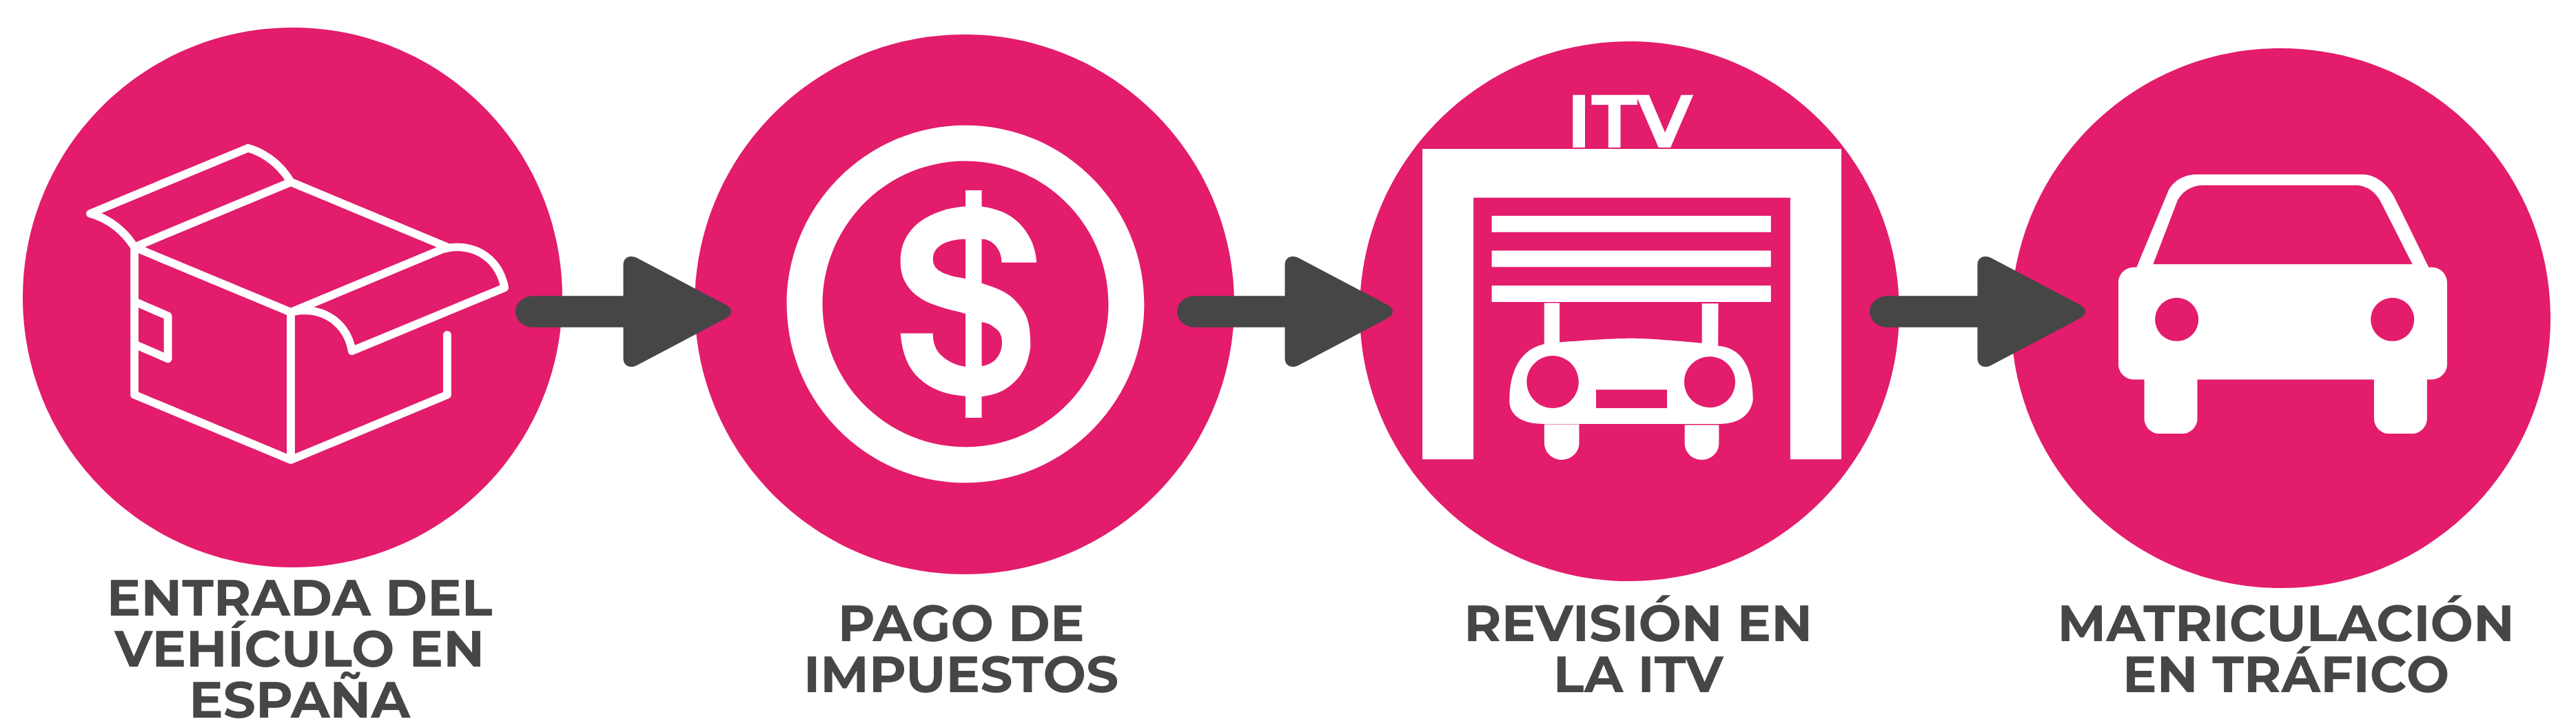 ENTRADA DEL
VEHÍCULO EN
ESPAÑA
$
PAGO DE
IMPUESTOS
ITV
REVISIÓN EN
LA ITV
MATRICULACIÓN
EN TRÁFICO